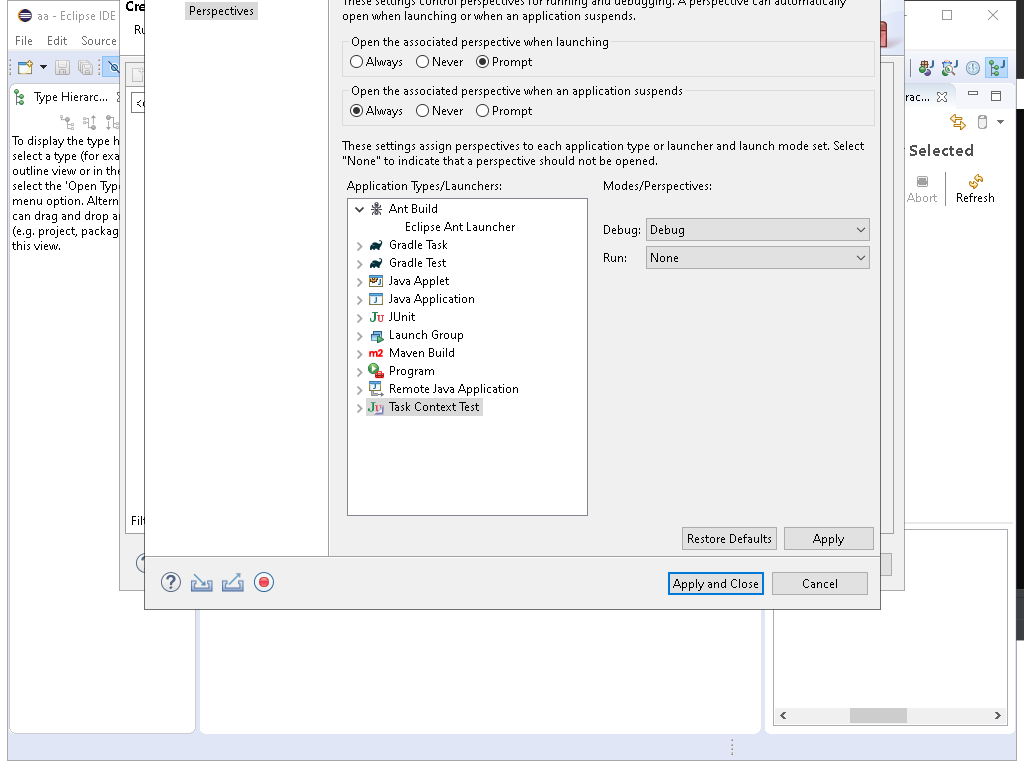 aa - Eclipse IDE
File Edit Source
Type Hierarc...
To display the type h
select a type (for exa
outline view or in the
select the 'Open Type
menu option. Altern
can drag and drop an
(e.g. project, packag
this view.
Cre
Ru
Filt
Perspectives
These settings control perspectives for running and debugging. A perspective can automatically
open when launching or when an application suspends.
Open the associated perspective when launching
Always Never Prompt
Open the associated perspective when an application suspends
Always Never Prompt
These settings assign perspectives to each application type or launcher and launch mode set. Select
"None" to indicate that a perspective should not be opened.
Application Types/Launchers:
Ant Build
Eclipse Ant Launcher
Gradle Task
Gradle Test
Java Applet
Java Application
JUnit
Launch Group
Maven Build
Program
Remote Java Application
Task Context Test
Modes/Perspectives:
Debug: Debug
Run: None
Restore Defaults Apply
Apply and Close Cancel
rac...
Selected
Abort Refresh